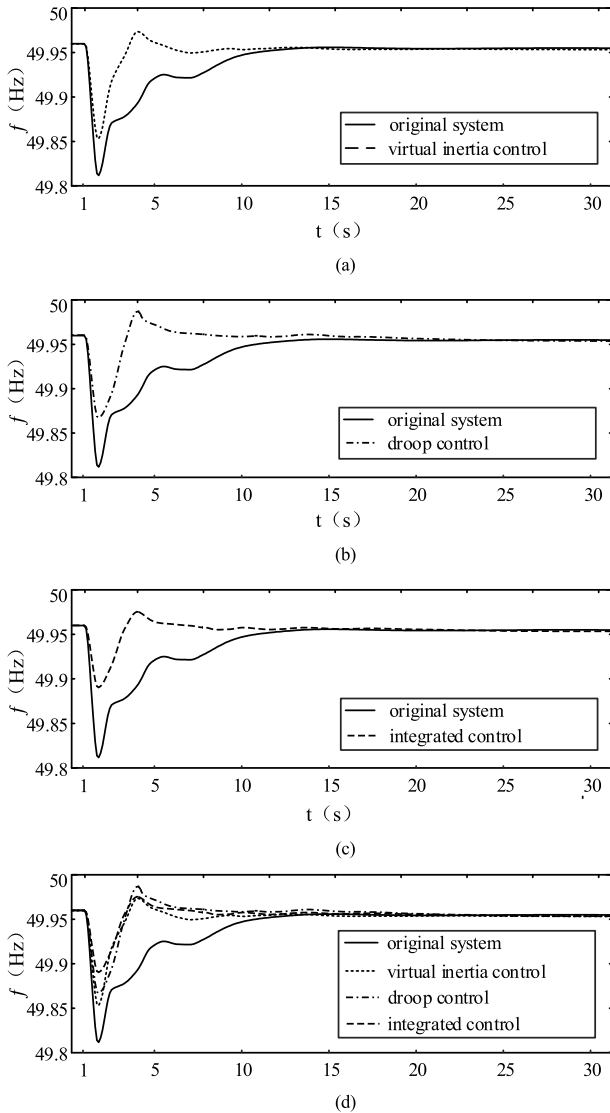 50
49.95
49.9
49.85
49.8
f (Hz)
original system
virtual inertia control
1 5 10 15 20 25 30
t (s)
(a)
50
49.95
49.9
49.85
49.8
f (Hz)
original system
droop control
1 5 10 15 20 25 30
t (s)
(b)
50
49.95
49.9
49.85
49.8
f (Hz)
original system
integrated control
1 5 10 15 20 25 30
t (s)
(c)
50
49.95
49.9
49.85
49.8
f (Hz)
original system
virtual inertia control
droop control
integrated control
1 5 10 15 20 25 30
t (s)
(d)